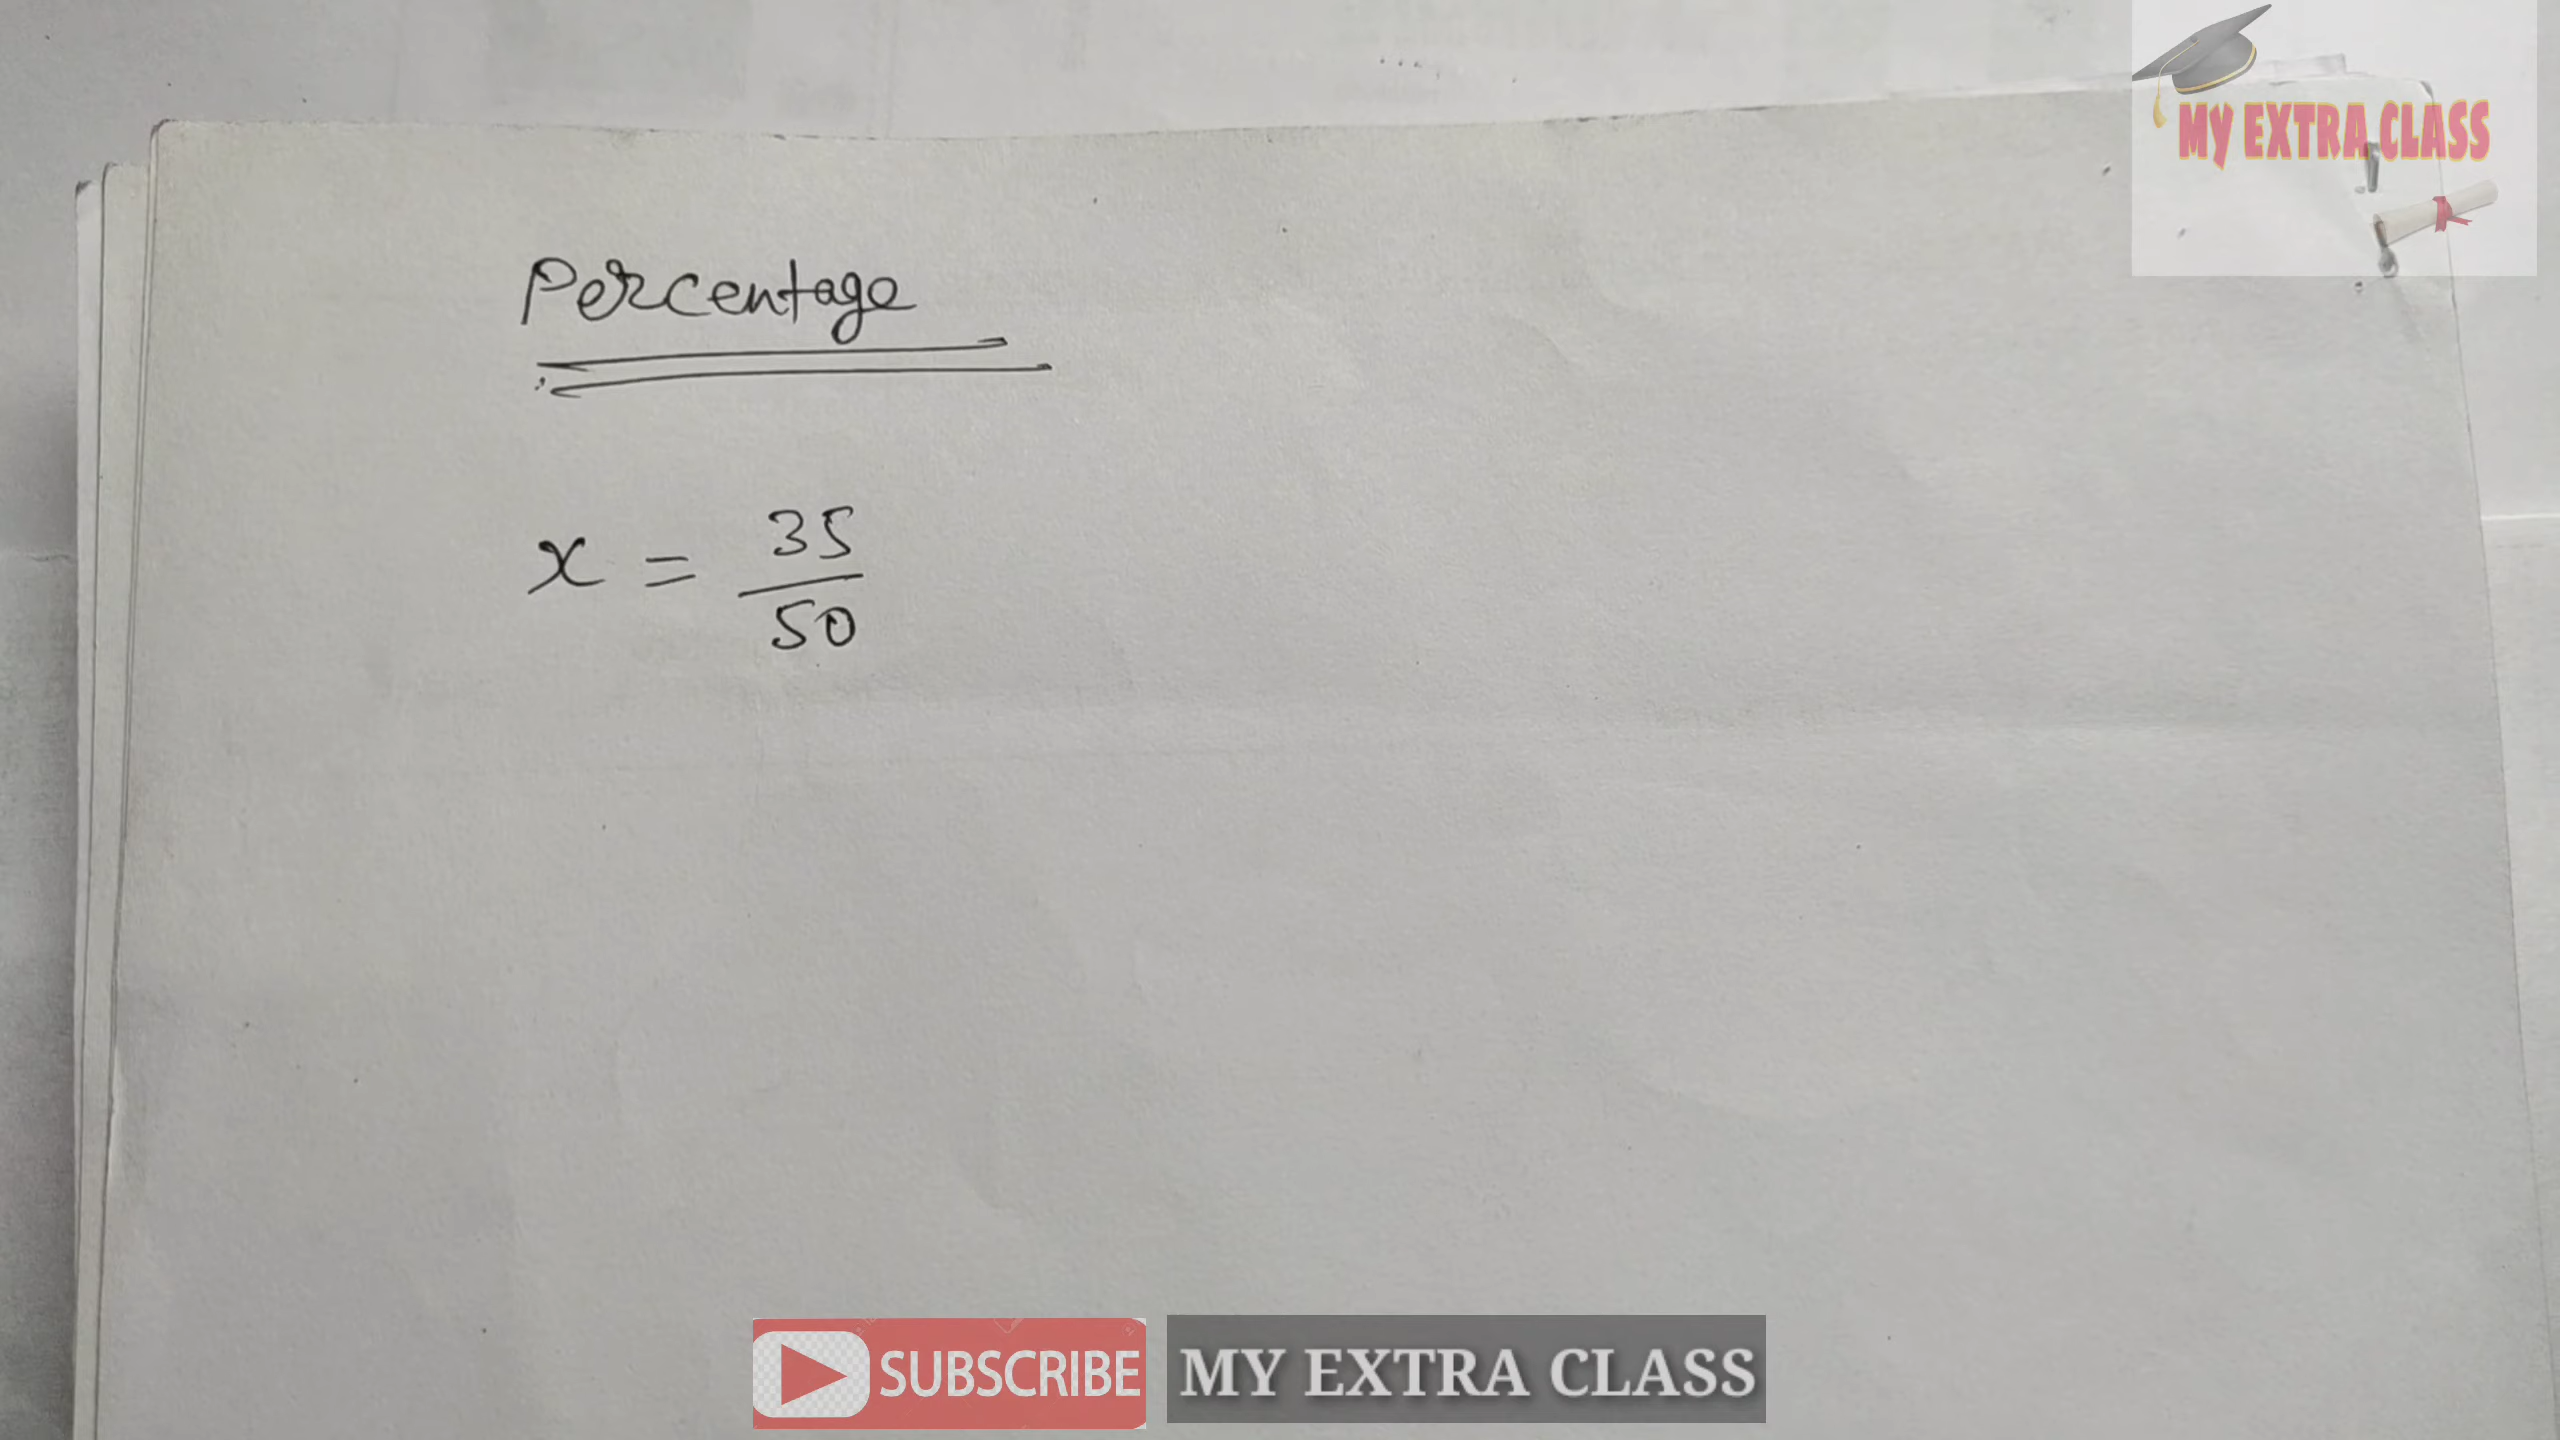 MY EXTRA CLASS
Percentage
x = 35/50
SUBSCRIBE
MY EXTRA CLASS